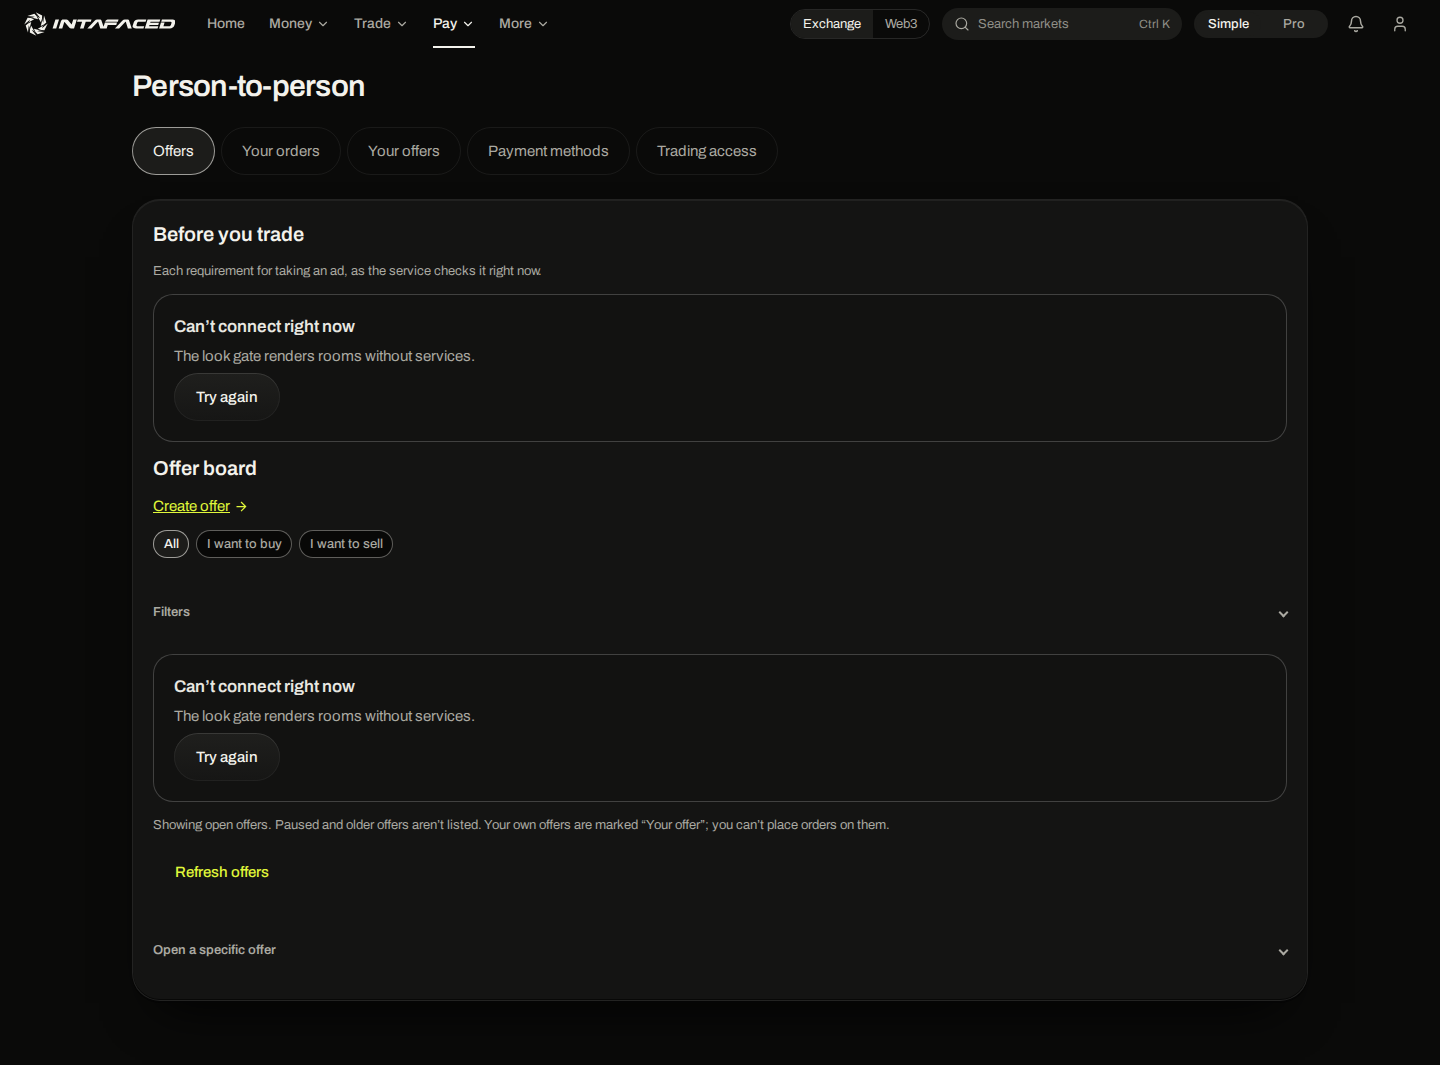 INTAFACED
Home
Money
Trade
Pay
More
Exchange
Web3
Search markets
Ctrl K
Simple
Pro
Person-to-person
Offers
Your orders
Your offers
Payment methods
Trading access
Before you trade
Each requirement for taking an ad, as the service checks it right now.
Can’t connect right now
The look gate renders rooms without services.
Try again
Offer board
Create offer →
All
I want to buy
I want to sell
Filters
Can’t connect right now
The look gate renders rooms without services.
Try again
Showing open offers. Paused and older offers aren’t listed. Your own offers are marked “Your offer”; you can’t place orders on them.
Refresh offers
Open a specific offer